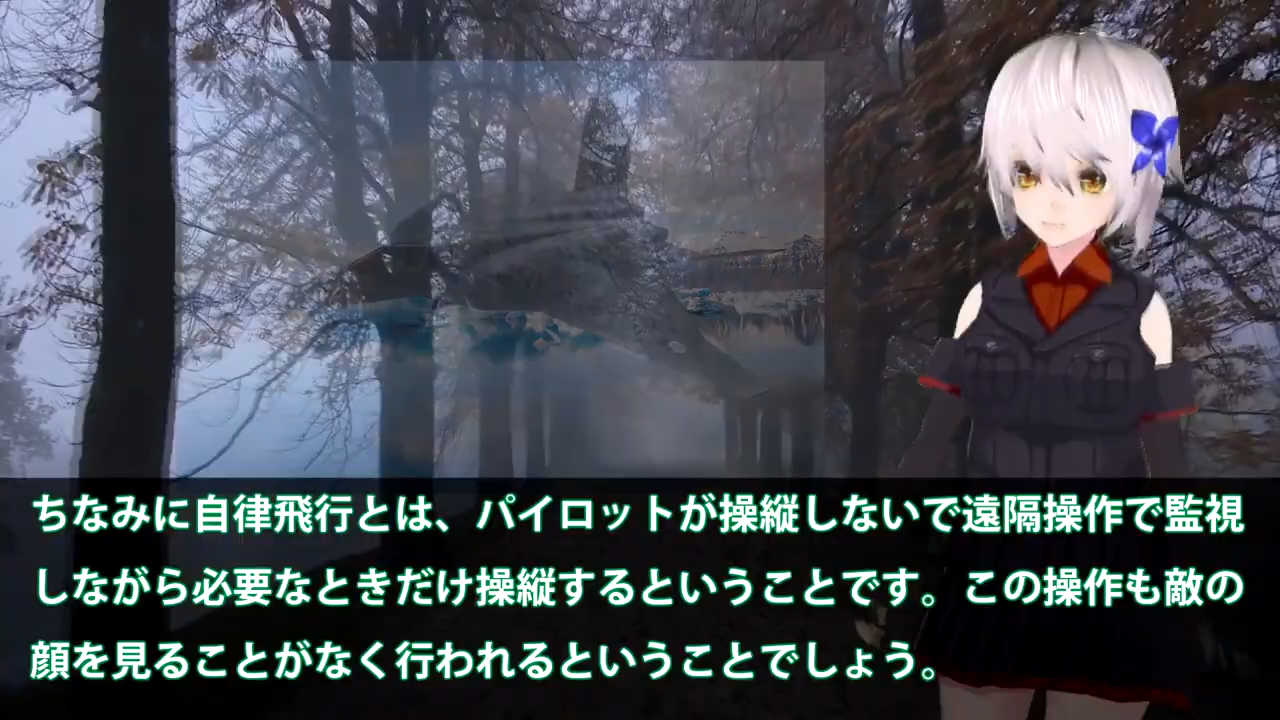 ちなみに自律飛行とは、パイロットが操縦しないで遠隔操作で監視
しながら必要なときだけ操縦するということです。この操作も敵の
顔を見ることがなく行われるということでしょう。